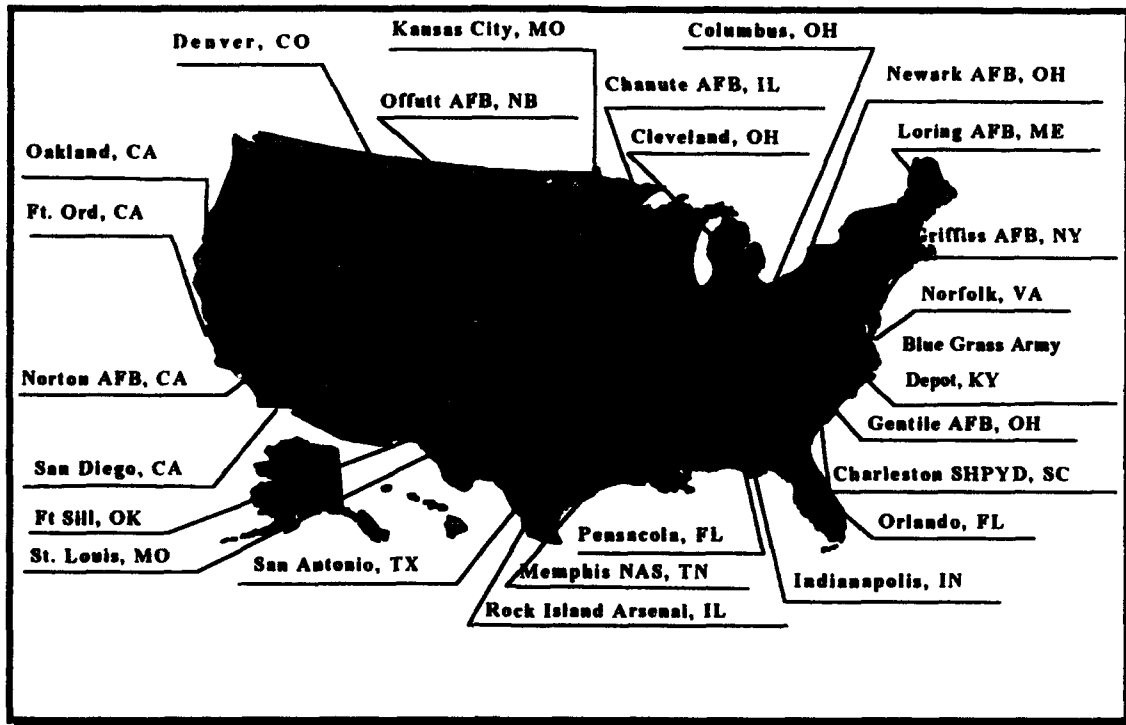 Kansas City, MO
Columbus, OH
Denver, CO
Newark AFB, OH
Chanute AFB, IL
Offutt AFB, NB
Cleveland, OH
Loring AFB, ME
Oakland, CA
Ft. Ord, CA
Griffiss AFB, NY
Norfolk, VA
Blue Grass Army
Depot, KY
Norton AFB, CA
Gentile AFB, OH
San Diego, CA
Charleston SHPYD, SC
Ft Sill, OK
Orlando, FL
Pensacola, FL
St. Louis, MO
San Antonio, TX
Memphis NAS, TN
Indianapolis, IN
Rock Island Arsenal, IL